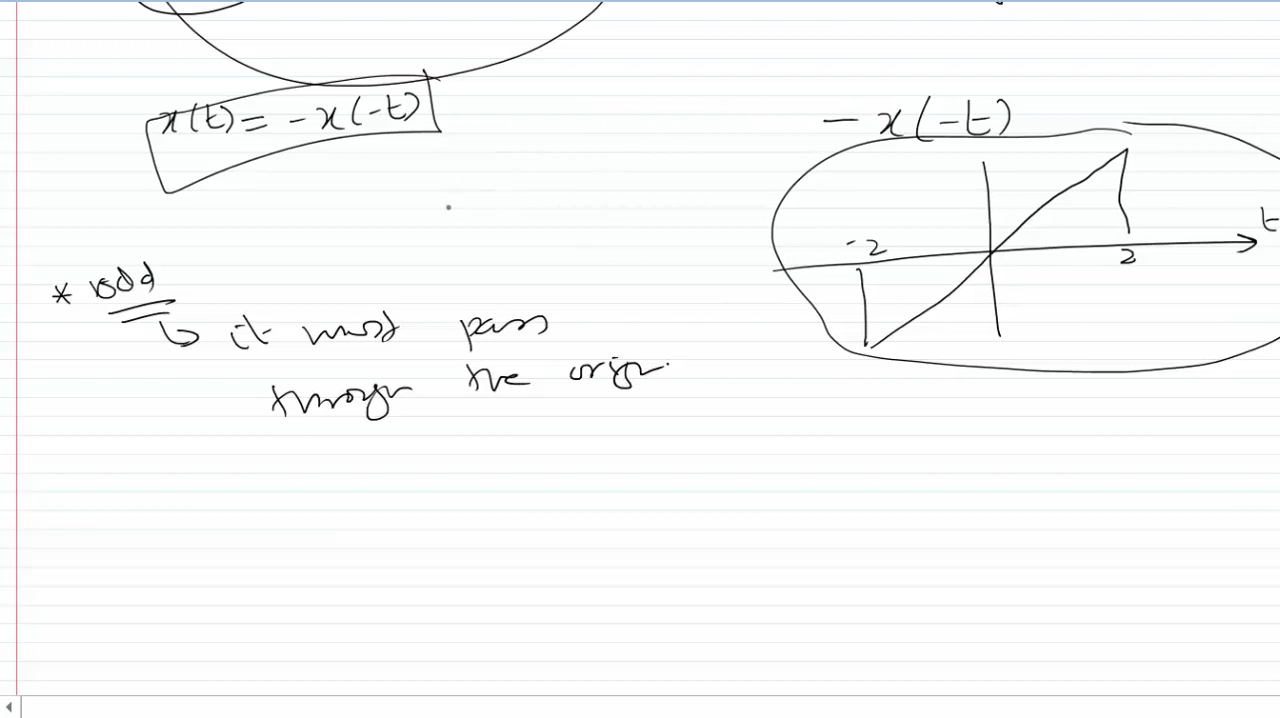 x(t) = -x(-t)
- x(-t)
t
-2
2
* odd
↳ it must pass
through the origin.